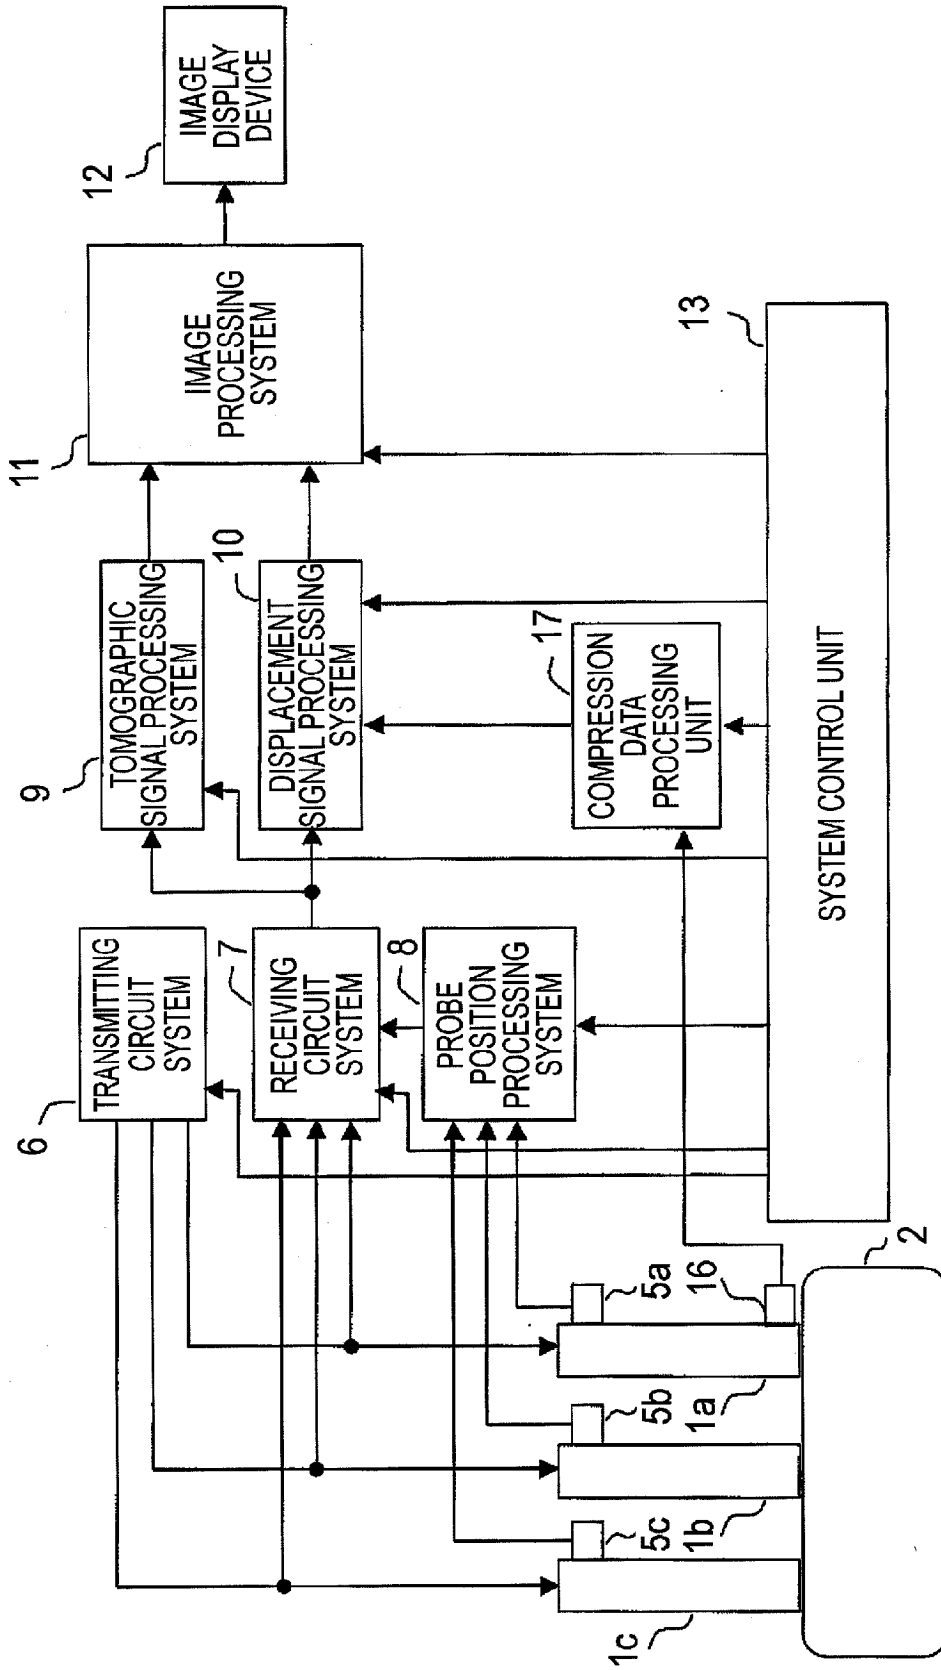 12
IMAGE
DISPLAY
DEVICE
11
IMAGE
PROCESSING
SYSTEM
9
TOMOGRAPHIC
SIGNAL PROCESSING
SYSTEM
10
DISPLACEMENT
SIGNAL PROCESSING
SYSTEM
17
COMPRESSION
DATA
PROCESSING
UNIT
13
SYSTEM CONTROL UNIT
6
TRANSMITTING
CIRCUIT
SYSTEM
7
RECEIVING
CIRCUIT
SYSTEM
8
PROBE
POSITION
PROCESSING
SYSTEM
5a
16
2
5b
1a
5c
1b
1c